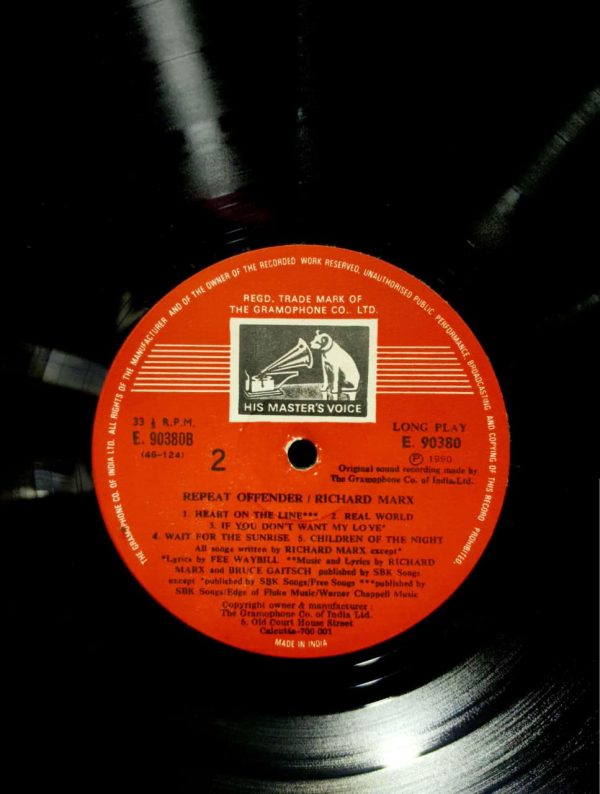 THE GRAMOPHONE CO. OF INDIA LTD. ALL RIGHTS OF THE MANUFACTURER AND OF THE OWNER OF THE RECORDED WORK RESERVED, UNAUTHORISED PUBLIC PERFORMANCE BROADCASTING AND COPYING OF THIS RECORD PROHIBITED.
REGD. TRADE MARK OF
THE GRAMOPHONE CO.. LTD.
HIS MASTER'S VOICE
33 ⅓ R.P.M.
E. 90380B
(46-124)
2
LONG PLAY
E. 90380
Ⓟ 1990
Original sound recording made by
The Gramophone Co. of India.Ltd.
REPEAT OFFENDER / RICHARD MARX
1. HEART ON THE LINE*** 2. REAL WORLD
3. IF YOU DON'T WANT MY LOVE*
4. WAIT FOR THE SUNRISE 5. CHILDREN OF THE NIGHT
All songs written by RICHARD MARX except*
*Lyrics by FEE WAYBILL **Music and Lyrics by RICHARD
MARX and BRUCE GAITSCH published by SBK Songs
except *published by SBK Songs/Free Songs ***published by
SBK Songs/Edge of Fluke Music/Warner Chappell Music
Copyright owner & manufacturer :
The Gramophone Co. of India Ltd.
5, Old Court House Street
Calcutta-700 001
MADE IN INDIA